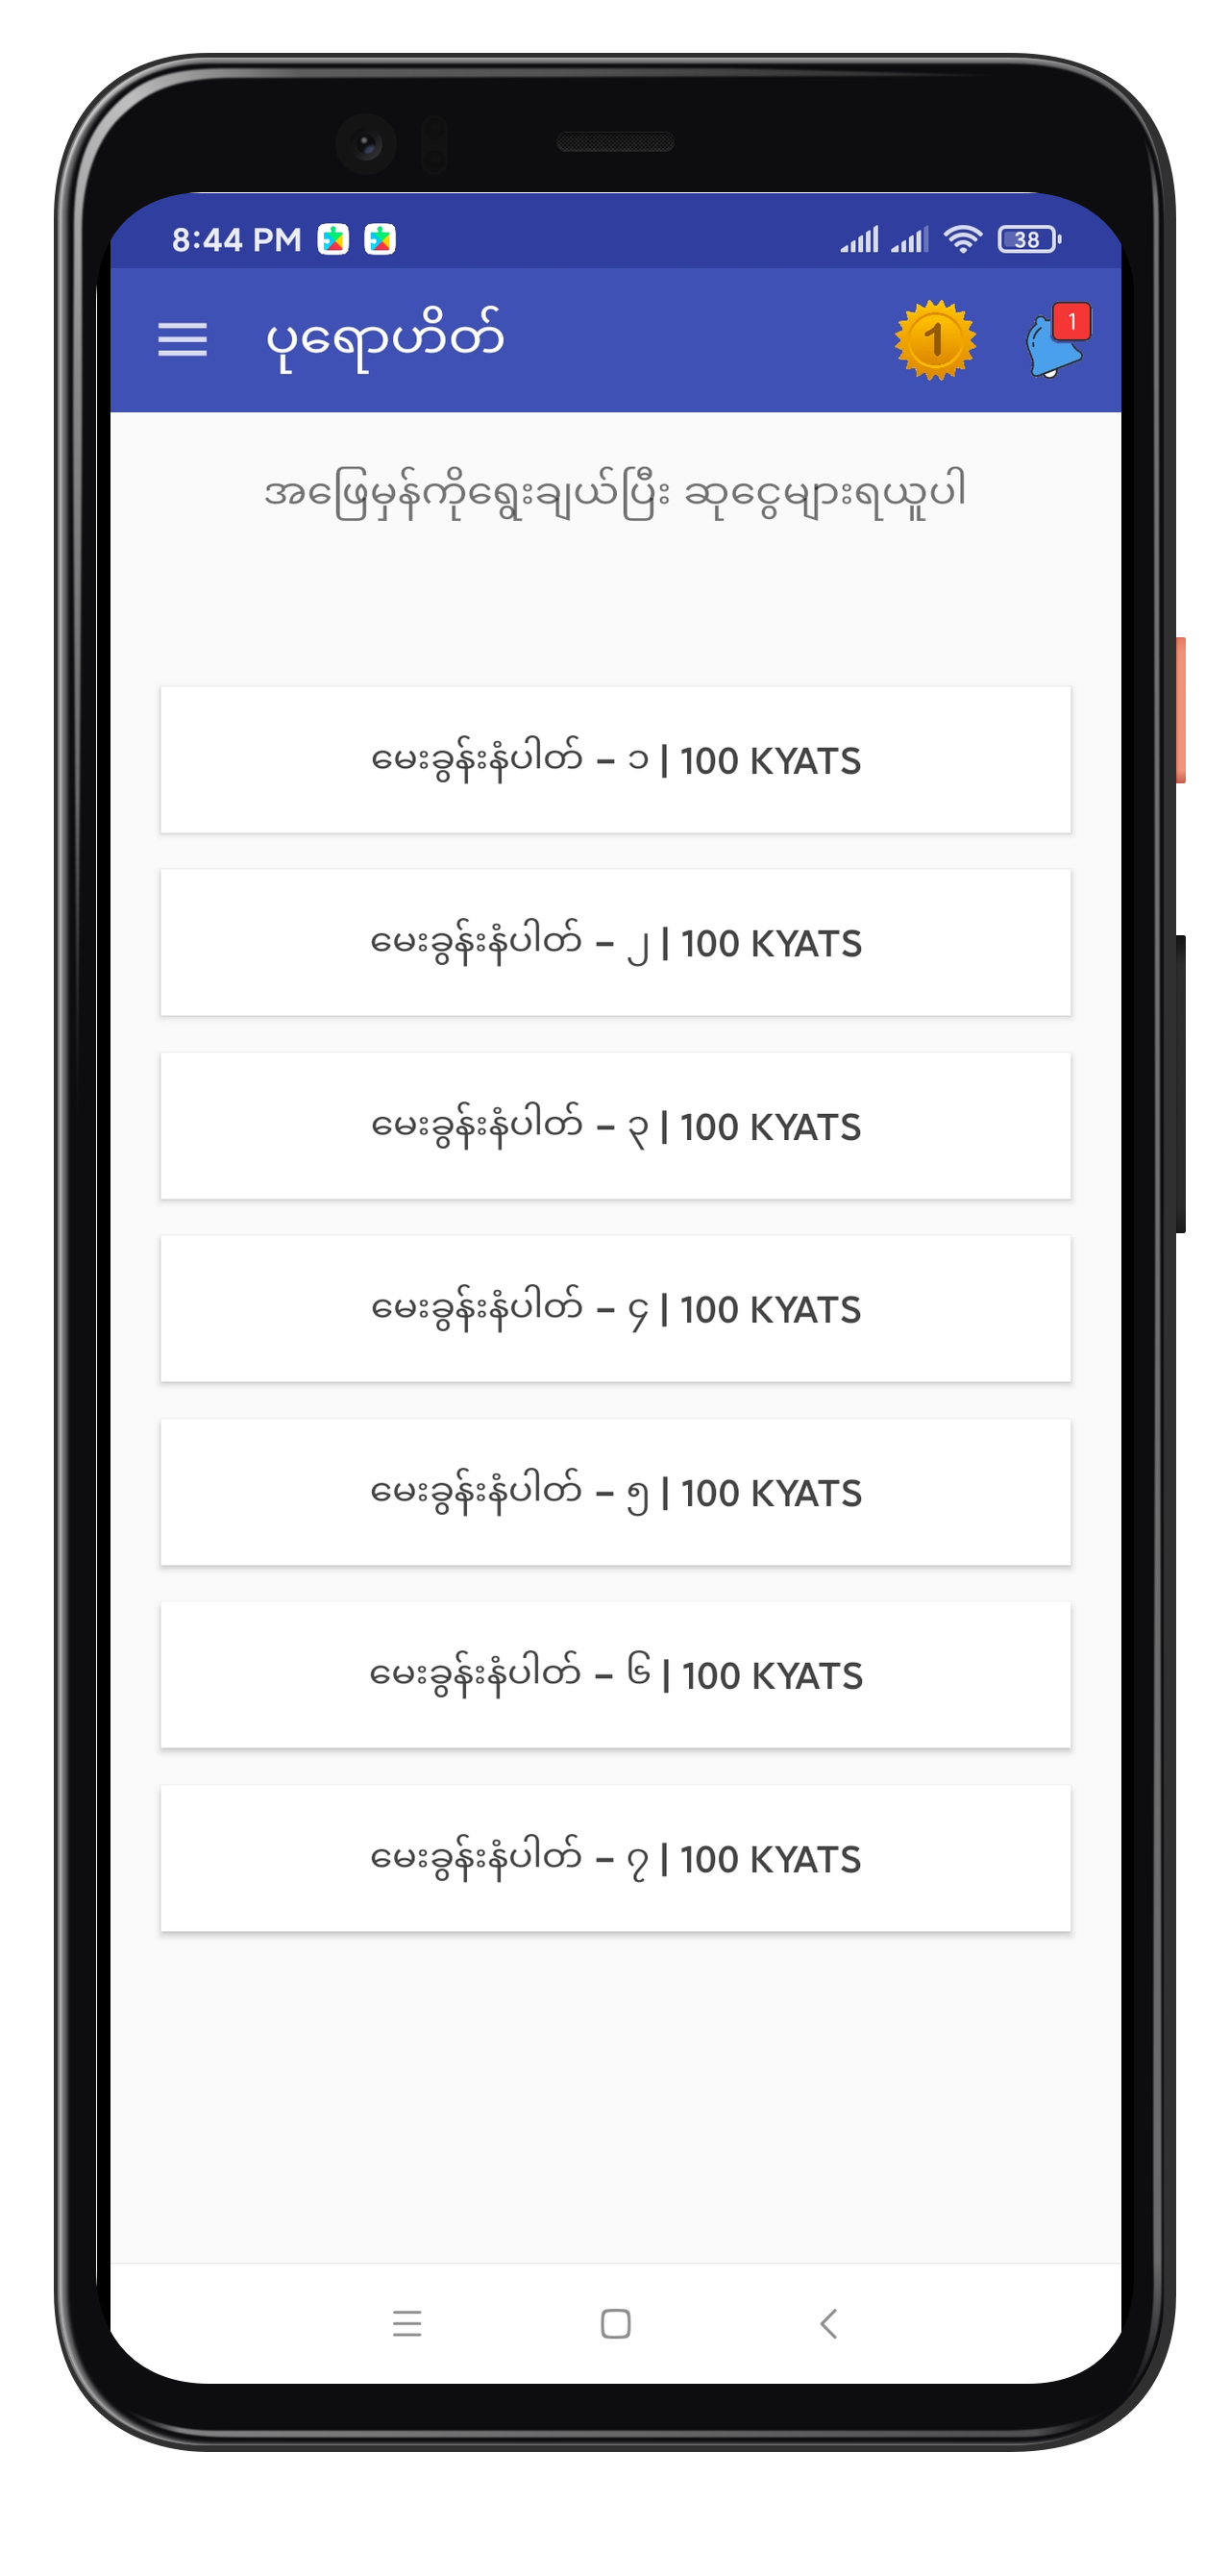 8:44 PM
38
ပုရောဟိတ်
1
1
အဖြေမှန်ကိုရွေးချယ်ပြီး ဆုငွေများရယူပါ
မေးခွန်းနံပါတ် – ၁ | 100 KYATS
မေးခွန်းနံပါတ် – ၂ | 100 KYATS
မေးခွန်းနံပါတ် – ၃ | 100 KYATS
မေးခွန်းနံပါတ် – ၄ | 100 KYATS
မေးခွန်းနံပါတ် – ၅ | 100 KYATS
မေးခွန်းနံပါတ် – ၆ | 100 KYATS
မေးခွန်းနံပါတ် – ၇ | 100 KYATS